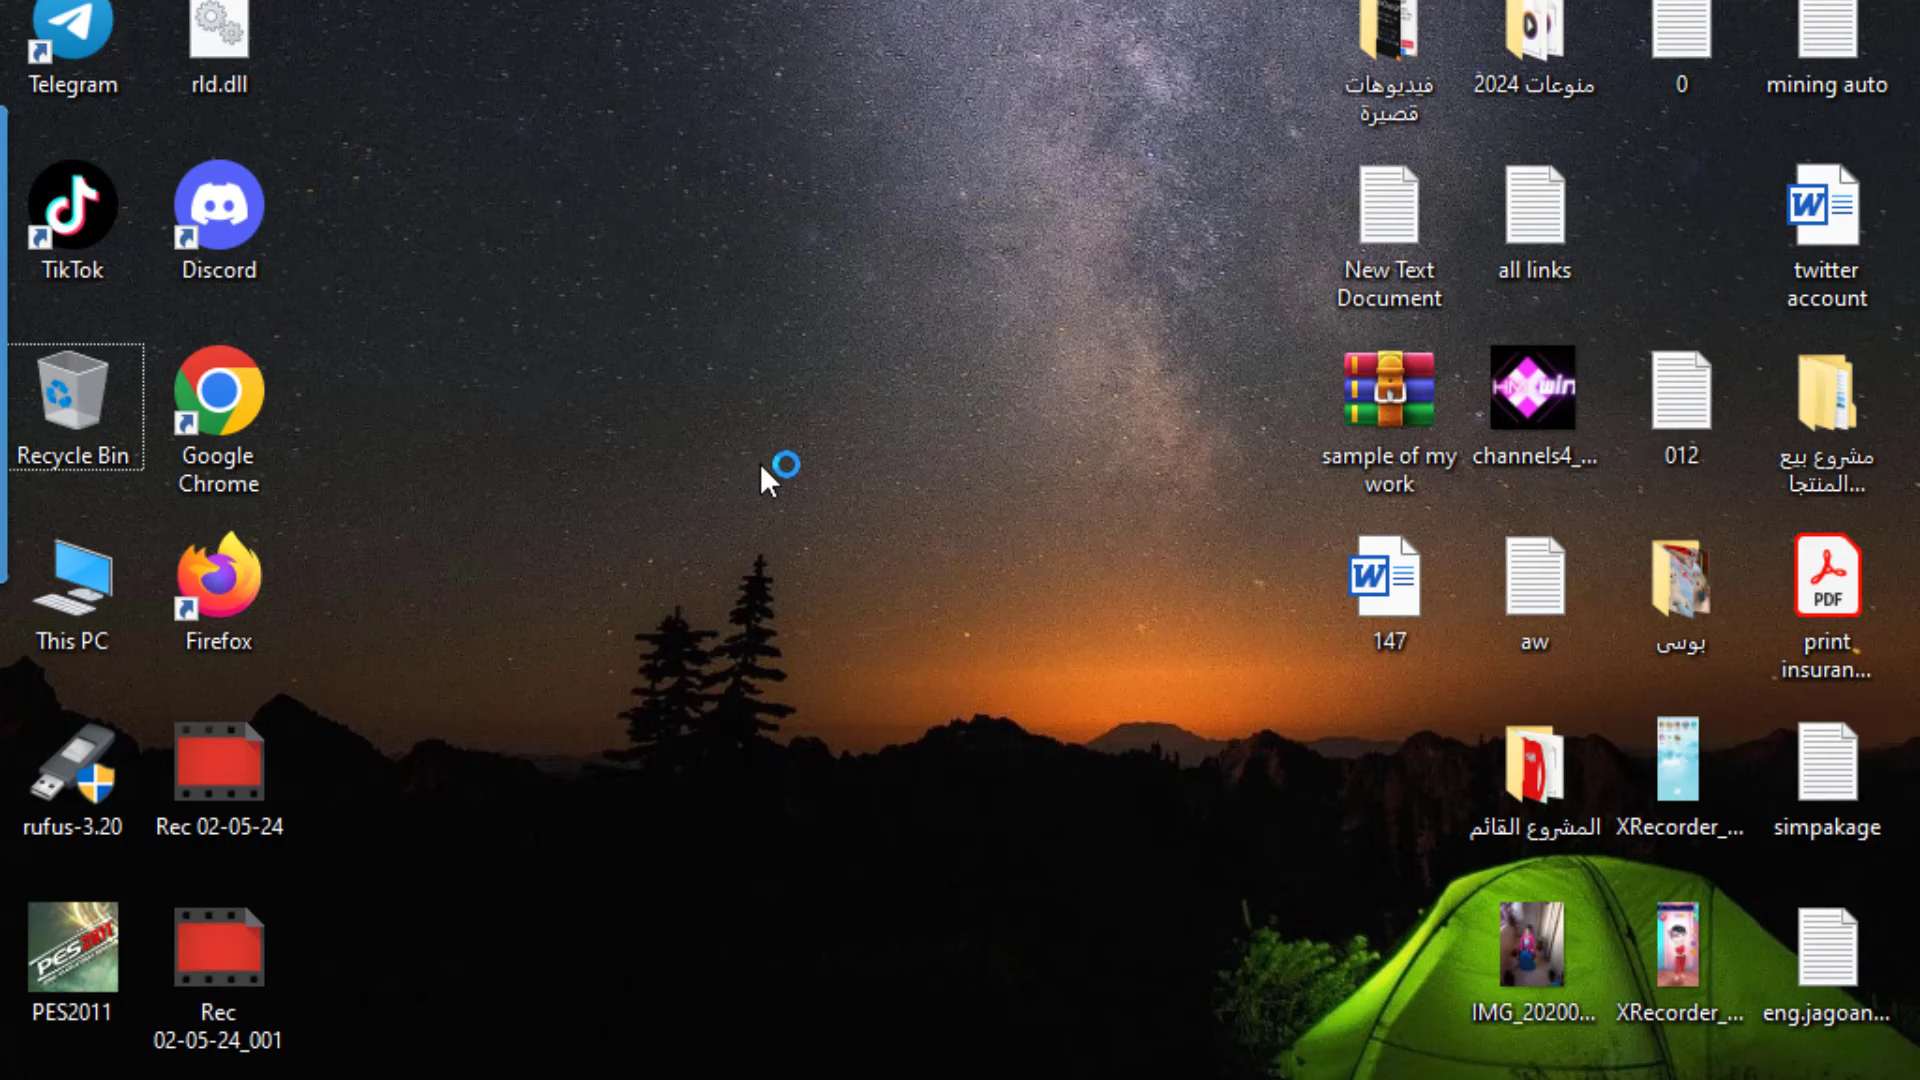 Telegram
rld.dll
فيديوهات
قصيرة
منوعات 2024
0
mining auto
TikTok
Discord
New Text
Document
all links
W
twitter
account
Recycle Bin
Google
Chrome
sample of my
work
win
channels4_...
012
مشروع بيع
المنتجا...
This PC
Firefox
W
147
aw
بوسى
PDF
print
insuran...
rufus-3.20
Rec 02-05-24
المشروع القائم
XRecorder_...
simpakage
PES2011
PES2011
Rec
02-05-24_001
IMG_20200...
XRecorder_...
eng.jagoan...